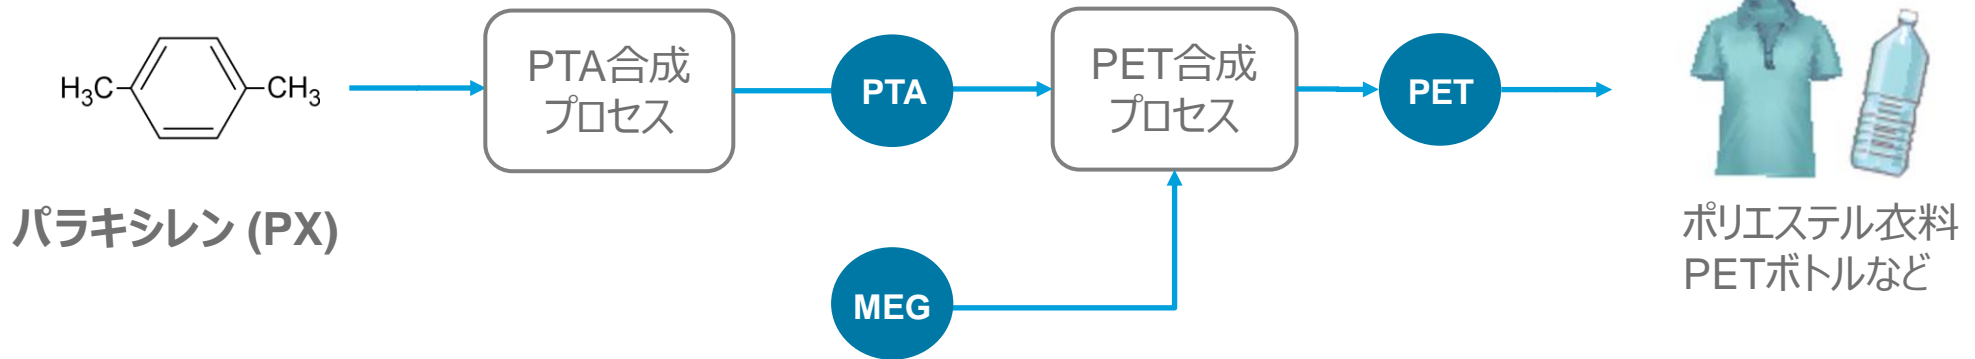 H₃C
CH₃
パラキシレン (PX)
PTA合成
プロセス
PTA
MEG
PET合成
プロセス
PET
ポリエステル衣料
PETボトルなど